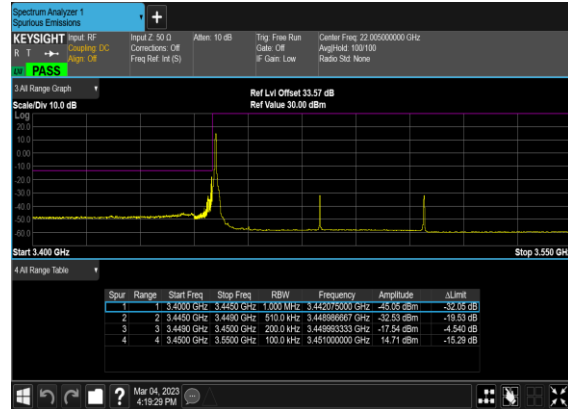 Spectrum Analyzer 1
Spurious Emissions
KEYSIGHT Input: RF Input Z: 50 Ω Atten: 10 dB Trig: Free Run Center Freq: 22.005000000 GHz
R T Coupling: DC Corrections: Off Gate: Off Avg|Hold: 100/100
Align: Off Freq Ref: Int (S) IF Gain: Low Radio Std: None
PASS
3 All Range Graph
Ref Lvl Offset 33.57 dB
Scale/Div 10.0 dB Ref Value 30.00 dBm
Log
20.0
10.0
0.00
-10.0
-20.0
-30.0
-40.0
-50.0
-60.0
Start 3.400 GHz Stop 3.550 GHz
4 All Range Table
Spur Range Start Freq Stop Freq RBW Frequency Amplitude ΔLimit
1 1 3.4000 GHz 3.4450 GHz 1.000 MHz 3.442075000 GHz -45.05 dBm -32.05 dB
2 2 3.4450 GHz 3.4490 GHz 510.0 kHz 3.448986667 GHz -32.53 dBm -19.53 dB
3 3 3.4490 GHz 3.4500 GHz 200.0 kHz 3.449993333 GHz -17.54 dBm -4.540 dB
4 4 3.4500 GHz 3.5500 GHz 100.0 kHz 3.451000000 GHz 14.71 dBm -15.29 dB
Mar 04, 2023
4:19:29 PM